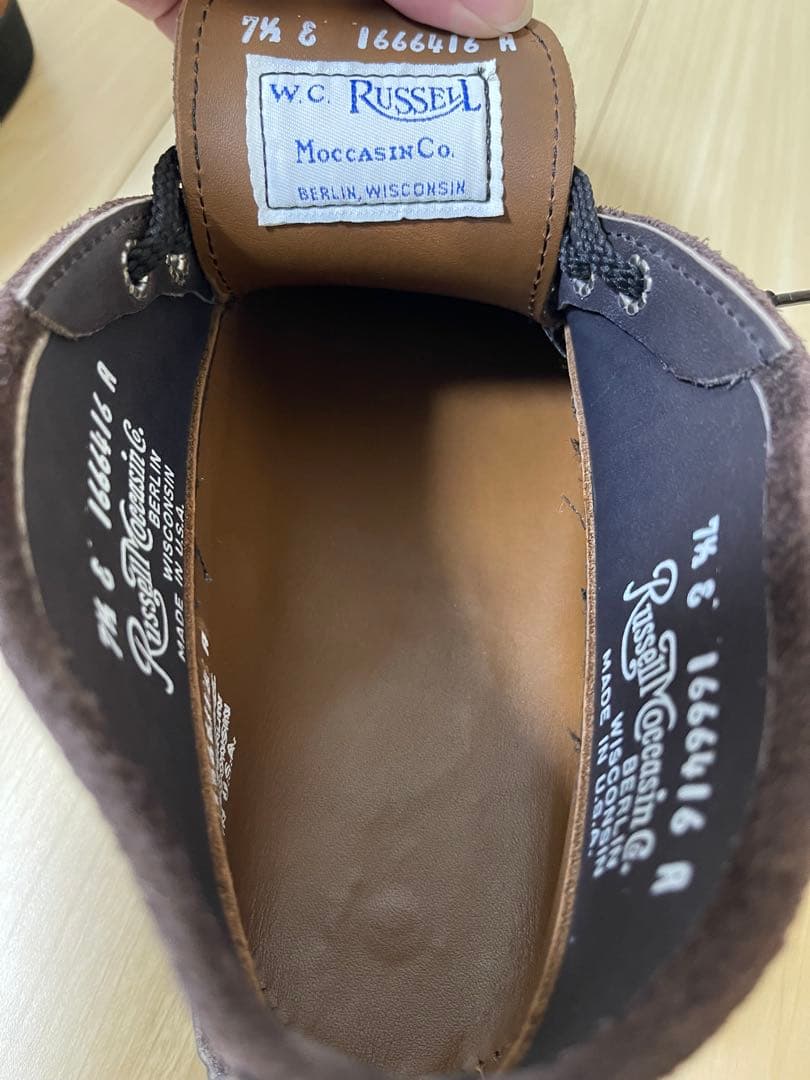 7½ E 1666416 A
W.C. RUSSELL
MOCCASIN CO.
BERLIN, WISCONSIN
7½ E 1666416 A
Russell Moccasin Co.
BERLIN
WISCONSIN
MADE IN U.S.A.
A
U.S.A.
7½ E 1666416 A
Russell Moccasin Co.
BERLIN
WISCONSIN
MADE IN U.S.A.